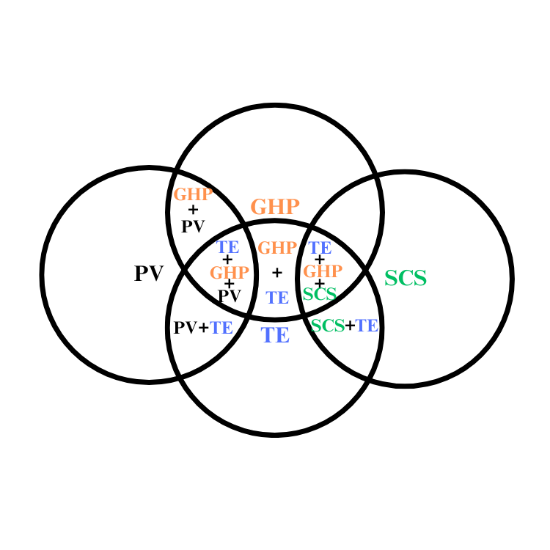 GHP
+
PV
GHP
TE
+
GHP
+
PV
GHP
+
TE
TE
+
GHP
+
SCS
PV
SCS
PV+TE
TE
SCS+TE